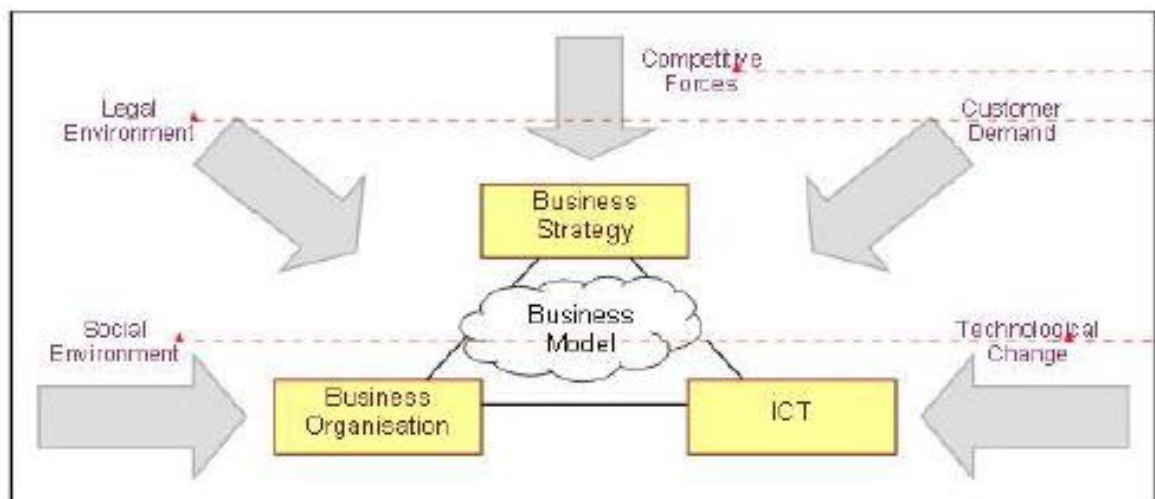 Competitive
Forces
Legal
Environment
Customer
Demand
Business
Strategy
Business
Model
Social
Environment
Technological
Change
Business
Organisation
ICT